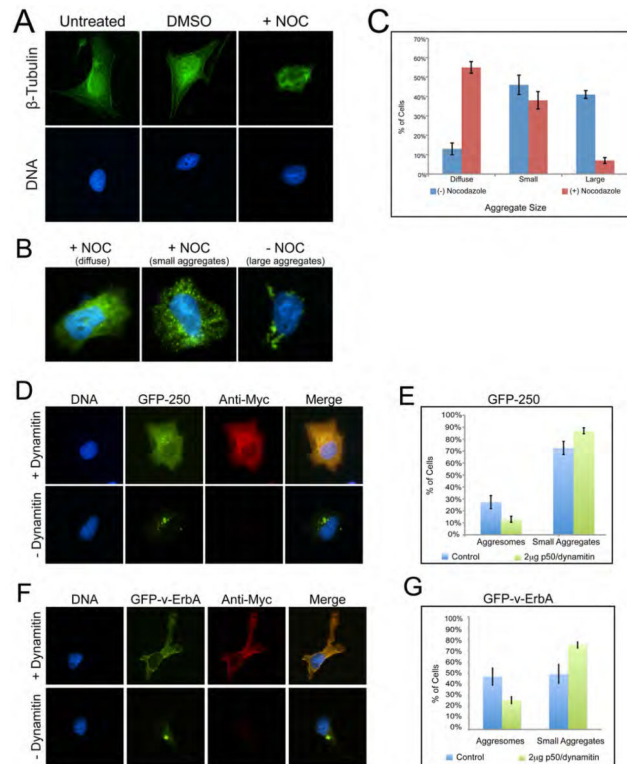 A
Untreated
DMSO
+ NOC
β-Tubulin
DNA
B
+ NOC
(diffuse)
+ NOC
(small aggregates)
- NOC
(large aggregates)
C
70%
60%
50%
40%
30%
20%
10%
0%
% of Cells
Diffuse
Small
Large
(-) Nocodazole
(+) Nocodazole
Aggregate Size
D
DNA
GFP-250
Anti-Myc
Merge
+ Dynamitin
- Dynamitin
E
GFP-250
100%
90%
80%
70%
60%
50%
40%
30%
20%
10%
0%
% of Cells
Aggresomes
Small Aggregates
Control
2μg p50/dynamitin
F
DNA
GFP-v-ErbA
Anti-Myc
Merge
+ Dynamitin
- Dynamitin
G
GFP-v-ErbA
100%
90%
80%
70%
60%
50%
40%
30%
20%
10%
0%
% of Cells
Aggresomes
Small Aggregates
Control
2μg p50/dynamitin